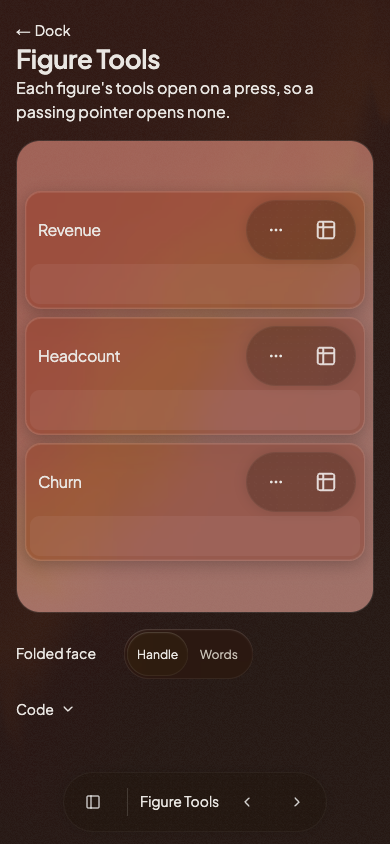 ← Dock
Figure Tools
Each figure's tools open on a press, so a
passing pointer opens none.
Revenue
Headcount
Churn
Folded face
Handle
Words
Code
Figure Tools